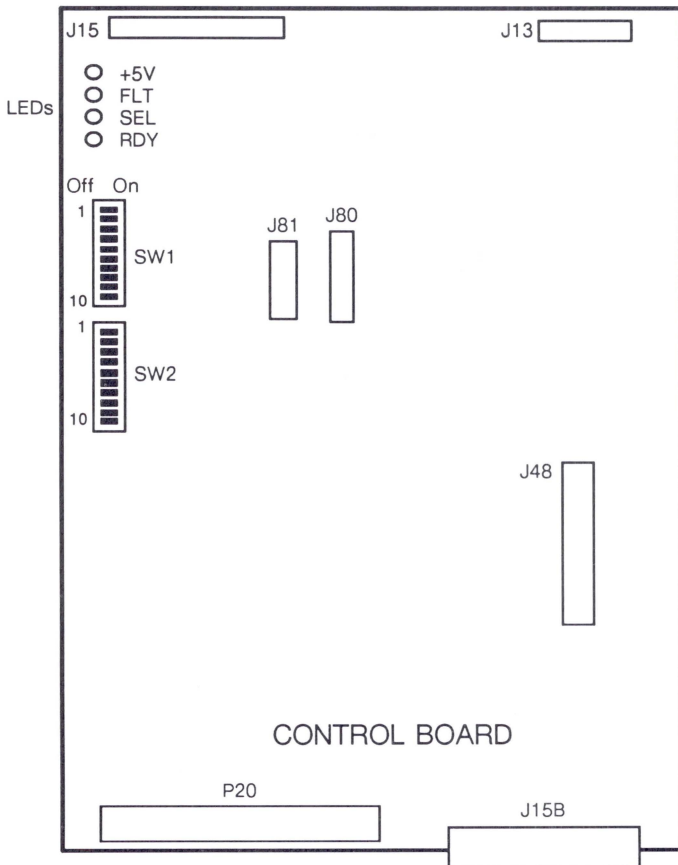 J15
J13
+5V
FLT
LEDs
SEL
RDY
Off On
1
SW1
10
J81
J80
1
SW2
10
J48
CONTROL BOARD
P20
J15B